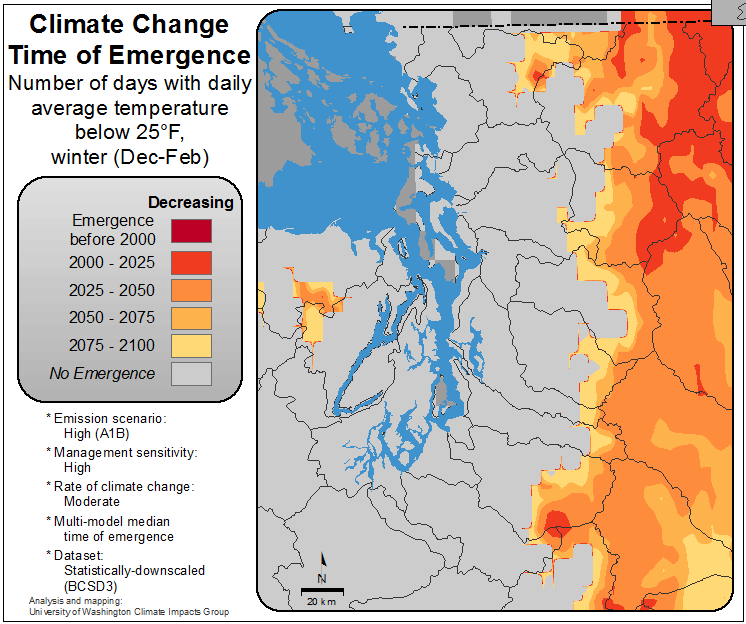 Climate Change
Time of Emergence
Number of days with daily
average temperature
below 25°F,
winter (Dec-Feb)
Decreasing
Emergence
before 2000
2000 - 2025
2025 - 2050
2050 - 2075
2075 - 2100
No Emergence
* Emission scenario:
High (A1B)
* Management sensitivity:
High
* Rate of climate change:
Moderate
* Multi-model median
time of emergence
* Dataset:
Statistically-downscaled
(BCSD3)
Analysis and mapping:
University of Washington Climate Impacts Group
N
20 km